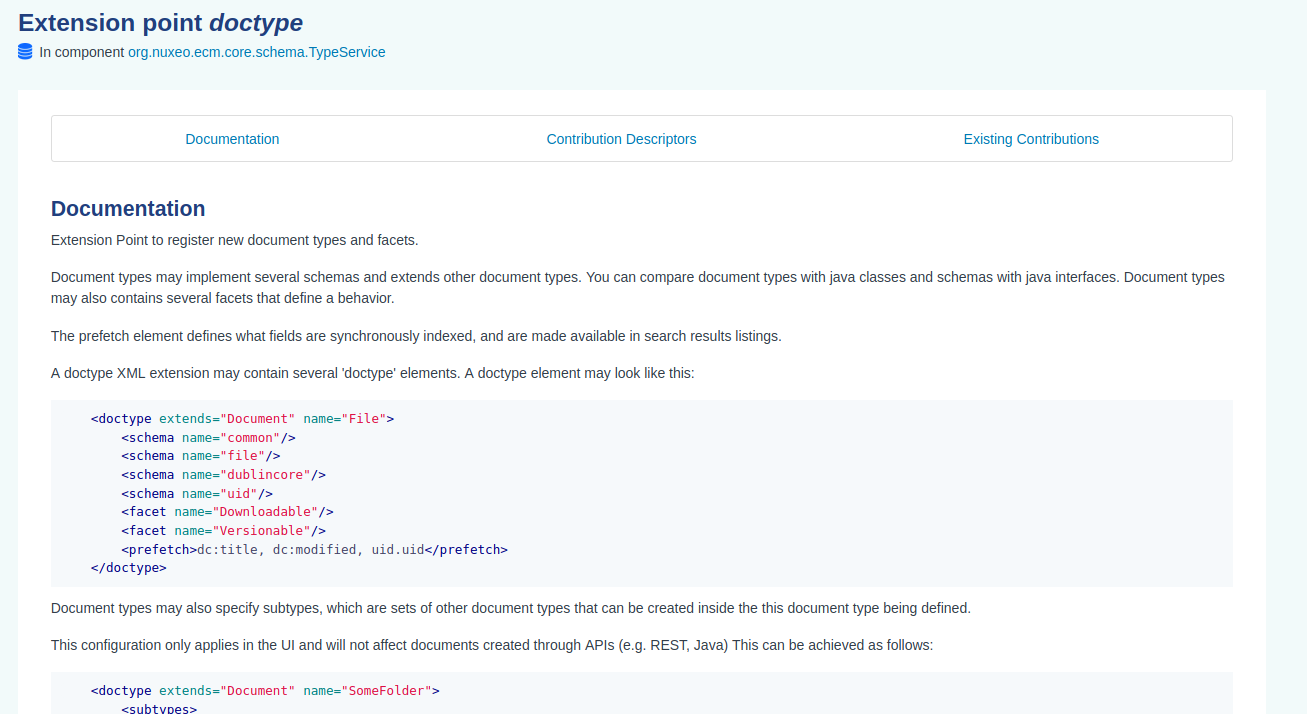 Extension point doctype
In component org.nuxeo.ecm.core.schema.TypeService
Documentation Contribution Descriptors Existing Contributions
Documentation
Extension Point to register new document types and facets.
Document types may implement several schemas and extends other document types. You can compare document types with java classes and schemas with java interfaces. Document types
may also contains several facets that define a behavior.
The prefetch element defines what fields are synchronously indexed, and are made available in search results listings.
A doctype XML extension may contain several 'doctype' elements. A doctype element may look like this:
<doctype extends="Document" name="File">
    <schema name="common"/>
    <schema name="file"/>
    <schema name="dublincore"/>
    <schema name="uid"/>
    <facet name="Downloadable"/>
    <facet name="Versionable"/>
    <prefetch>dc:title, dc:modified, uid.uid</prefetch>
</doctype>
Document types may also specify subtypes, which are sets of other document types that can be created inside the this document type being defined.
This configuration only applies in the UI and will not affect documents created through APIs (e.g. REST, Java) This can be achieved as follows:
<doctype extends="Document" name="SomeFolder">
    <subtypes>